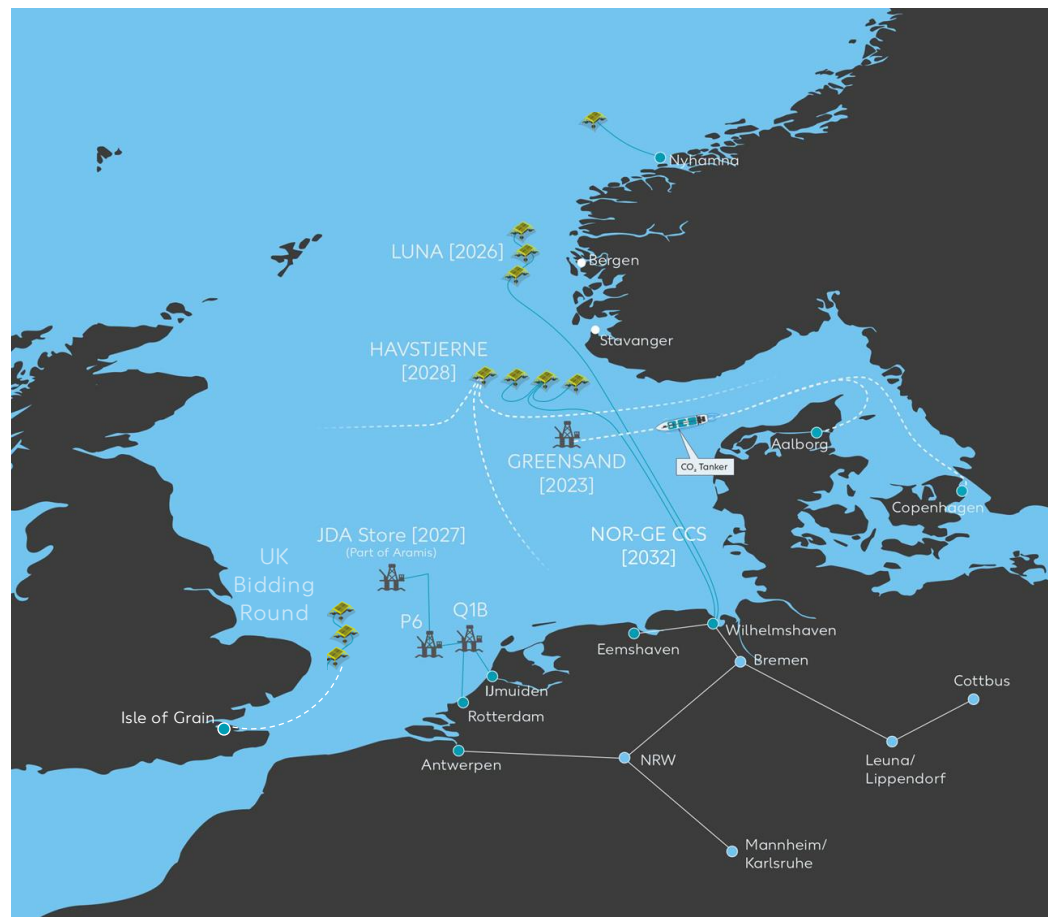 Nyhamna
LUNA [2026]
Bergen
Stavanger
HAVSTJERNE
[2028]
Aalborg
GREENSAND
[2023]
CO₂ Tanker
Copenhagen
JDA Store [2027]
(Part of Aramis)
NOR-GE CCS
[2032]
UK
Bidding
Round
P6
Q1B
Wilhelmshaven
Eemshaven
Bremen
IJmuiden
Cottbus
Isle of Grain
Rotterdam
Antwerpen
NRW
Leuna/
Lippendorf
Mannheim/
Karlsruhe